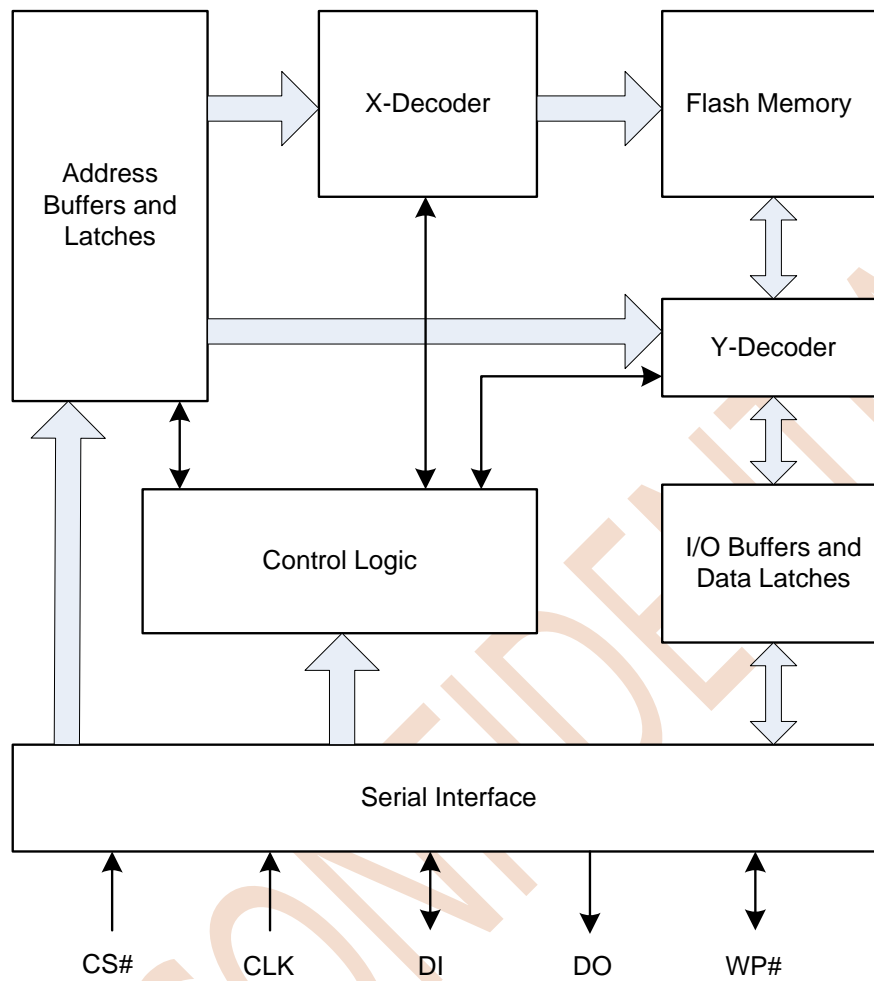 X-Decoder
Flash Memory
Address
Buffers and
Latches
Y-Decoder
Control Logic
I/O Buffers and
Data Latches
Serial Interface
CS#
CLK
DI
DO
WP#